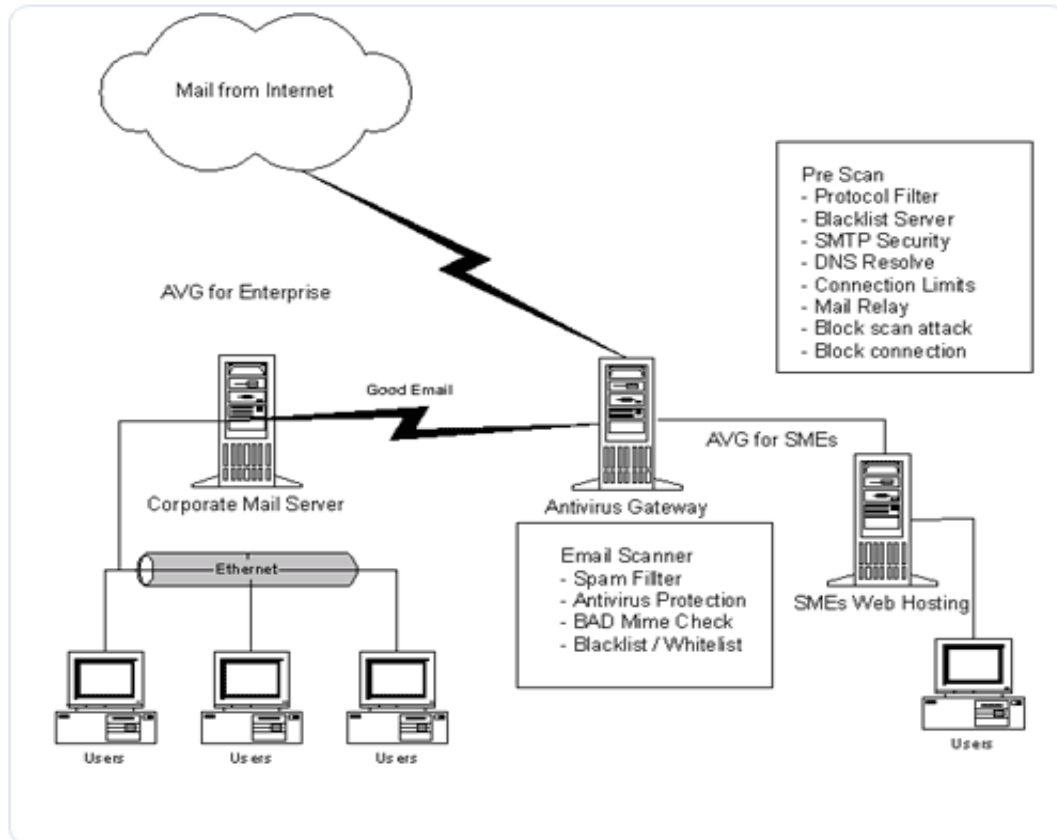 Mail from Internet
Pre Scan
- Protocol Filter
- Blacklist Server
- SMTP Security
- DNS Resolve
- Connection Limits
- Mail Relay
- Block scan attack
- Block connection
AVG for Enterprise
Good Email
AVG for SMEs
Corporate Mail Server
Antivirus Gateway
Ethernet
Email Scanner
- Spam Fillter
- Antivirus Protection
- BAD Mime Check
- Blacklist / Whitelist
SMEs Web Hosting
Users
Users
Users
Users